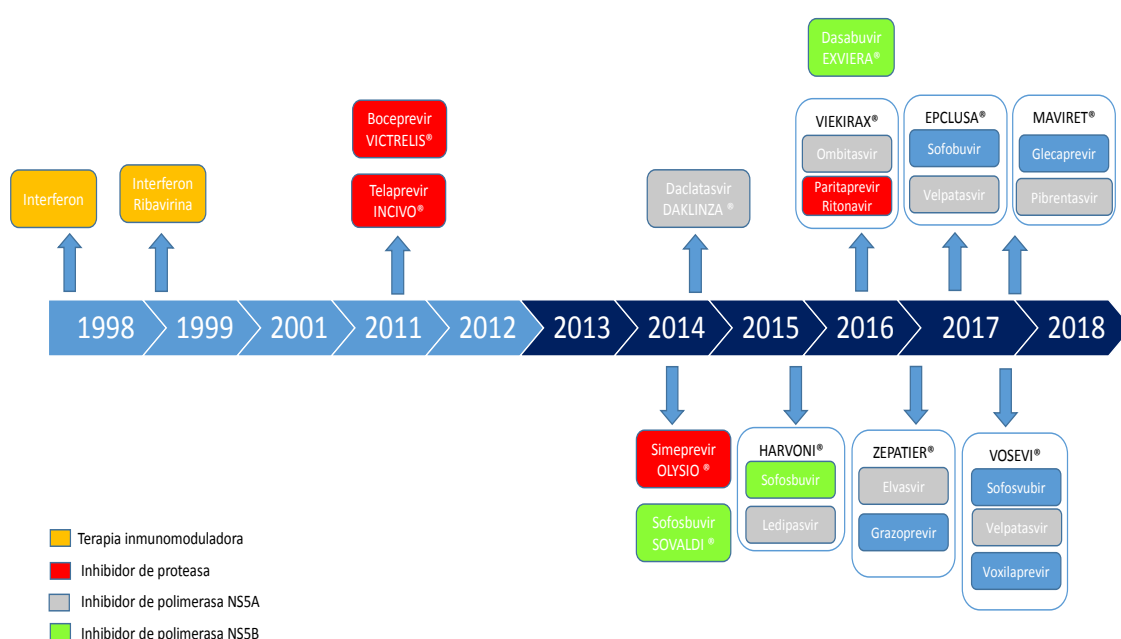 Dasabuvir
EXVIERA®
Boceprevir
VICTRELIS®
VIEKIRAX®
EPCLUSA®
MAVIRET®
Ombitasvir
Sofobuvir
Glecaprevir
Interferon
Interferon
Ribavirina
Telaprevir
INCIVO®
Daclatasvir
DAKLINZA ®
Paritaprevir
Ritonavir
Velpatasvir
Pibrentasvir
1998
1999
2001
2011
2012
2013
2014
2015
2016
2017
2018
Simeprevir
OLYSIO ®
HARVONI®
ZEPATIER®
VOSEVI®
Sofosbuvir
Elvasvir
Sofosvubir
Sofosbuvir
SOVALDI ®
Ledipasvir
Grazoprevir
Velpatasvir
Voxilaprevir
Terapia inmunomoduladora
Inhibidor de proteasa
Inhibidor de polimerasa NS5A
Inhibidor de polimerasa NS5B